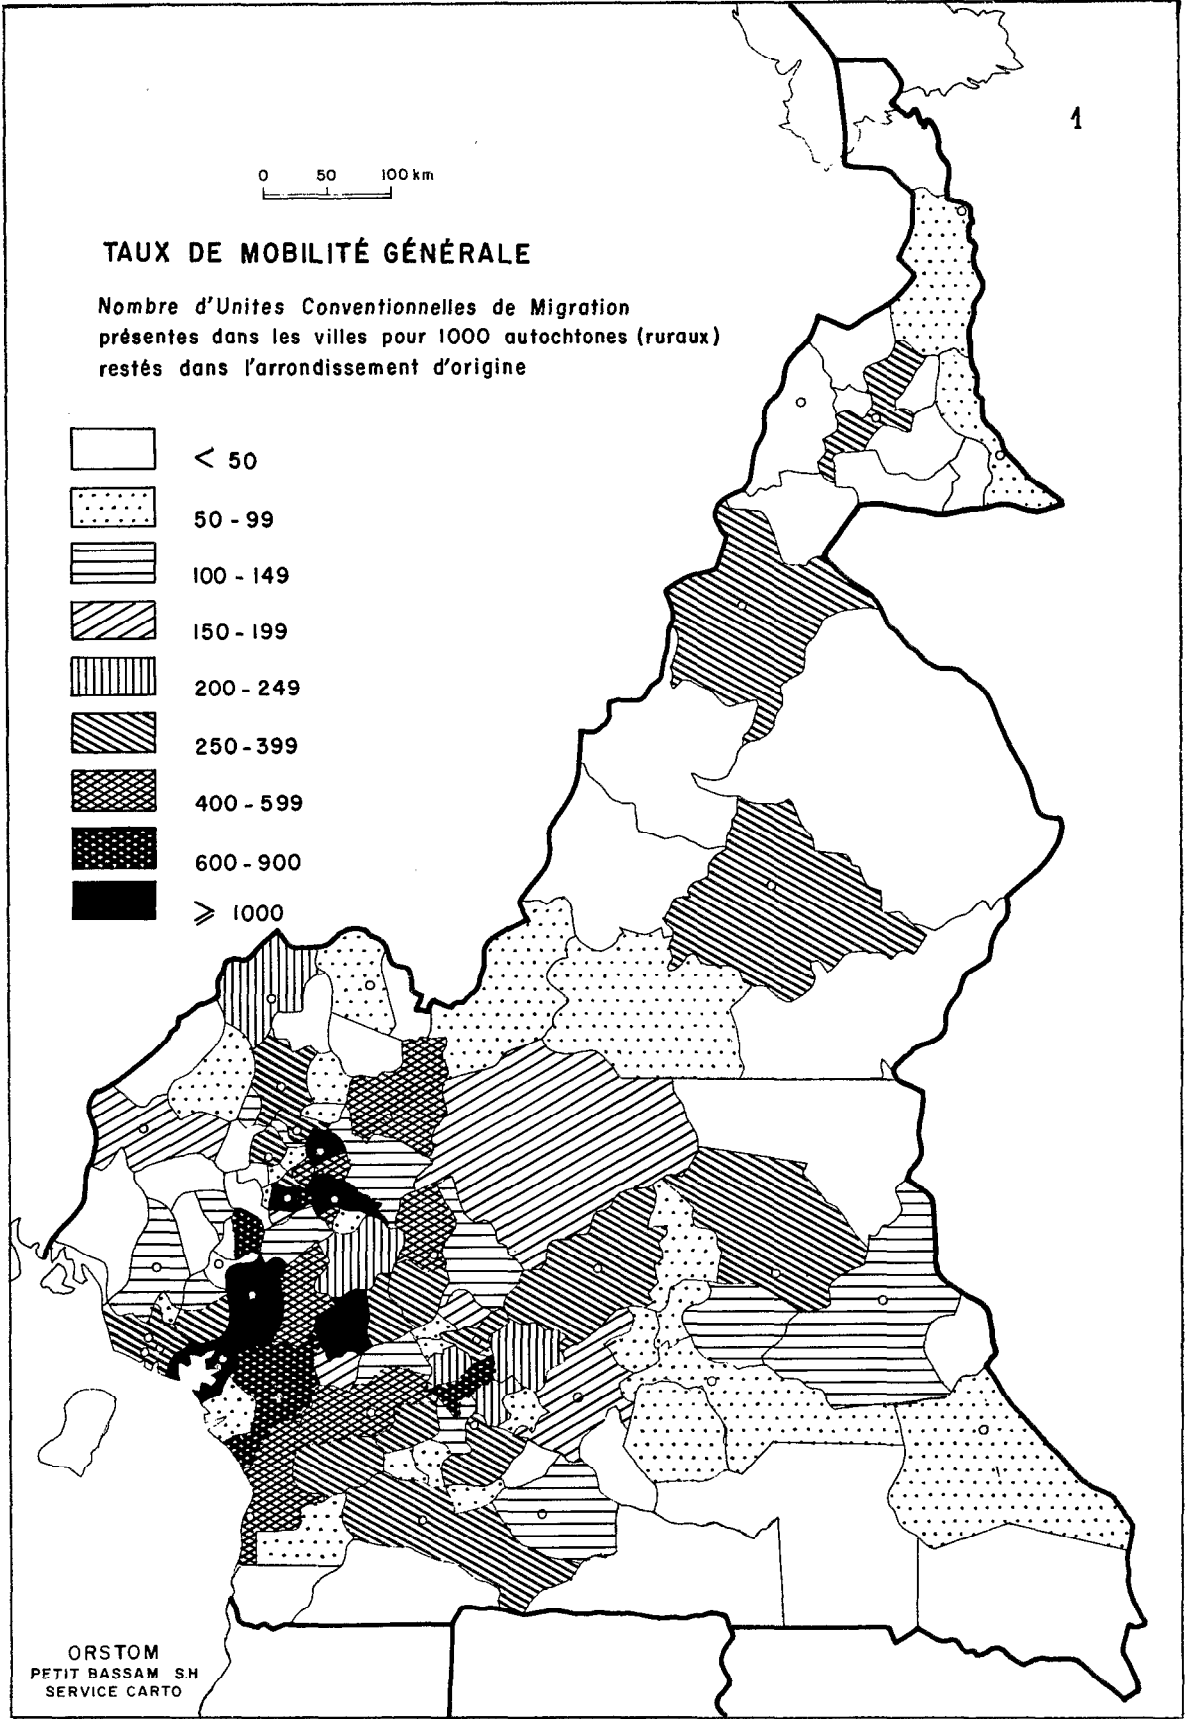 1
0 50 100 km
TAUX DE MOBILITÉ GÉNÉRALE
Nombre d'Unites Conventionnelles de Migration
présentes dans les villes pour 1000 autochtones (ruraux)
restés dans l'arrondissement d'origine
< 50
50 - 99
100 - 149
150 - 199
200 - 249
250 - 399
400 - 599
600 - 900
⩾ 1000
ORSTOM
PETIT BASSAM S.H
SERVICE CARTO